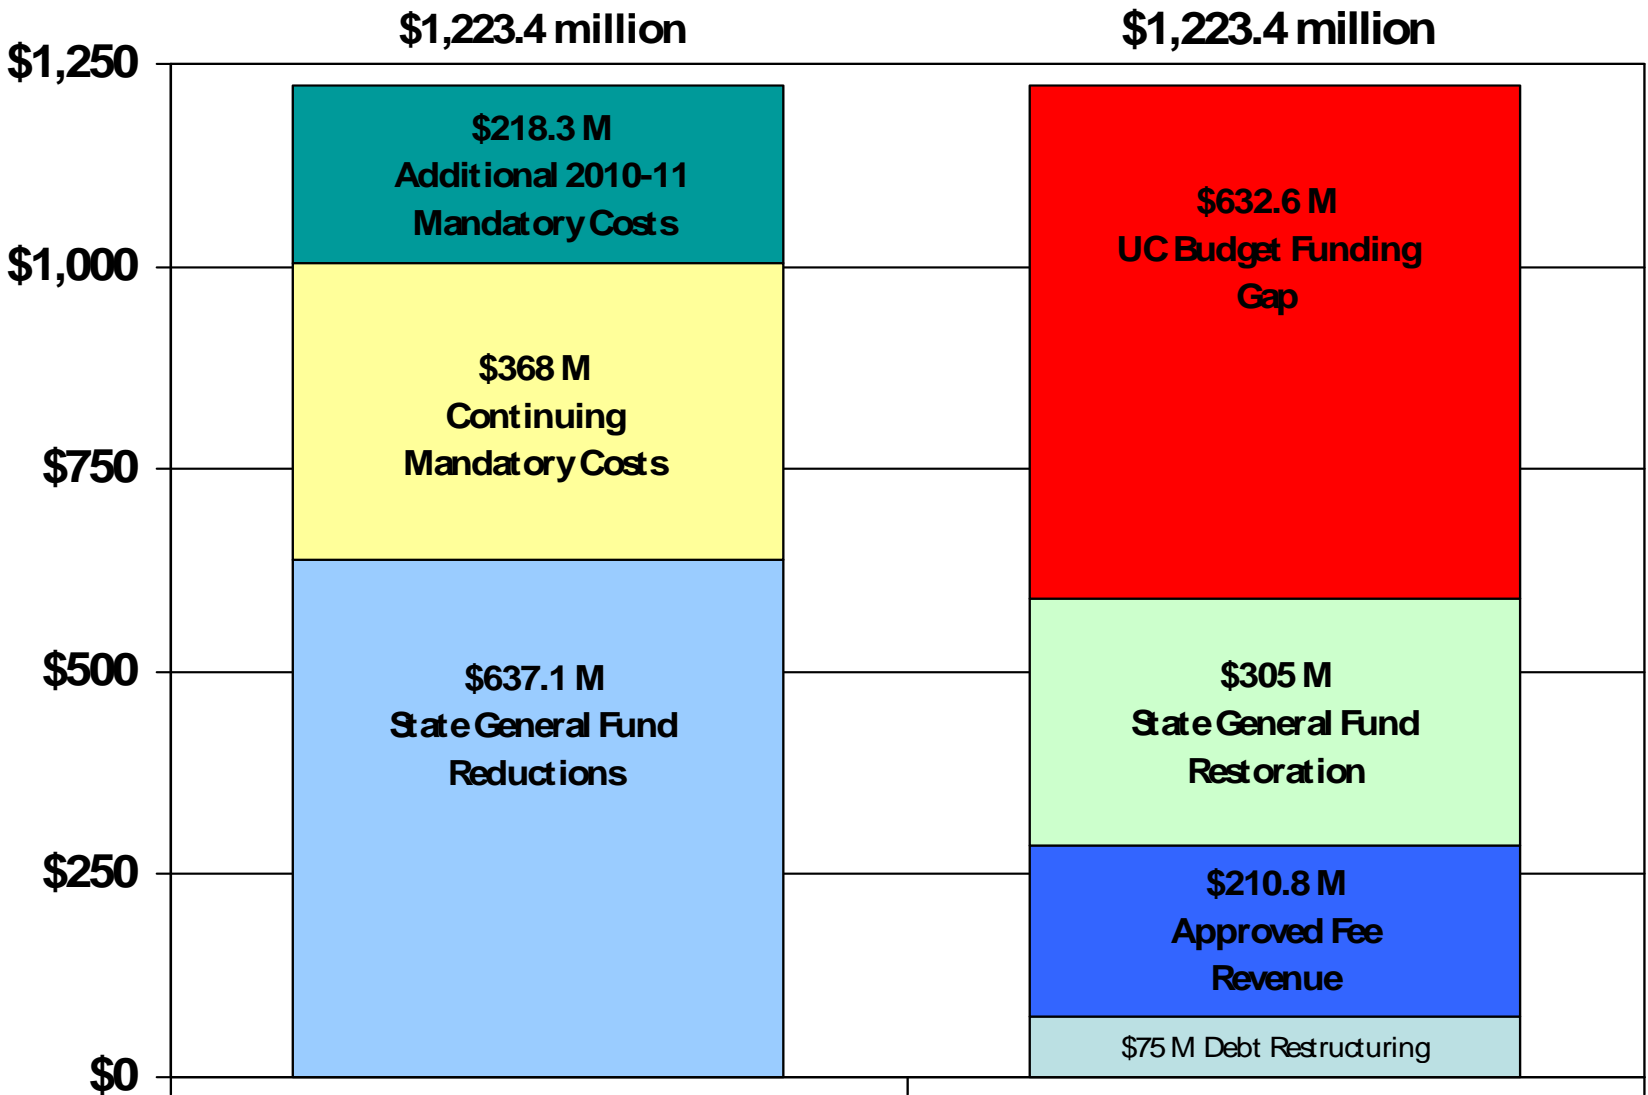 $1,223.4 million
$1,223.4 million
$1,250
$1,000
$750
$500
$250
$0
$218.3 M
Additional 2010-11
Mandatory Costs
$368 M
Continuing
Mandatory Costs
$637.1 M
State General Fund
Reductions
$632.6 M
UC Budget Funding
Gap
$305 M
State General Fund
Restoration
$210.8 M
Approved Fee
Revenue
$75 M Debt Restructuring